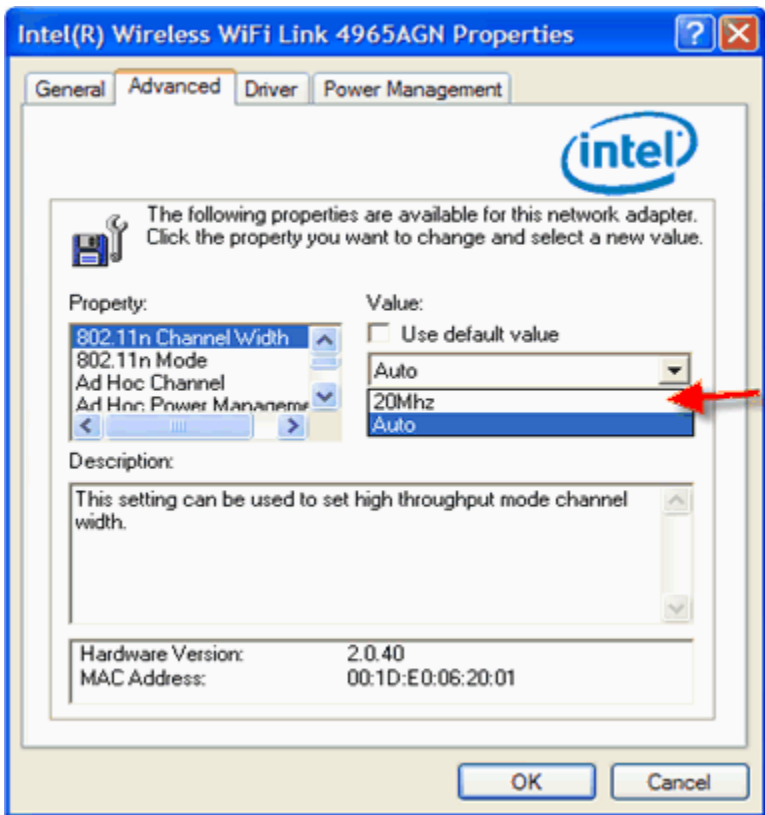 Intel(R) Wireless WiFi Link 4965AGN Properties
General Advanced Driver Power Management
intel
The following properties are available for this network adapter.
Click the property you want to change and select a new value.
Property:
802.11n Channel Width
802.11n Mode
Ad Hoc Channel
Ad Hoc Power Manageme
Value:
Use default value
Auto
20Mhz
Auto
Description:
This setting can be used to set high throughput mode channel
width.
Hardware Version: 2.0.40
MAC Address: 00:1D:E0:06:20:01
OK Cancel